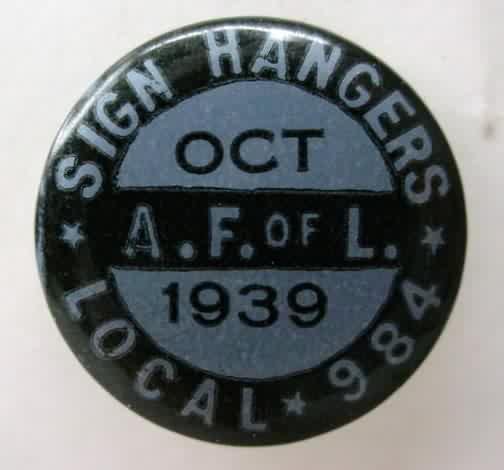 SIGN HANGERS
OCT
A.F. OF L.
1939
LOCAL ★ 984